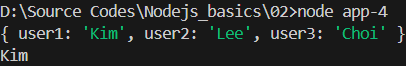 D:\Source Codes\Nodejs_basics\02>node app-4
{ user1: 'Kim', user2: 'Lee', user3: 'Choi' }
Kim